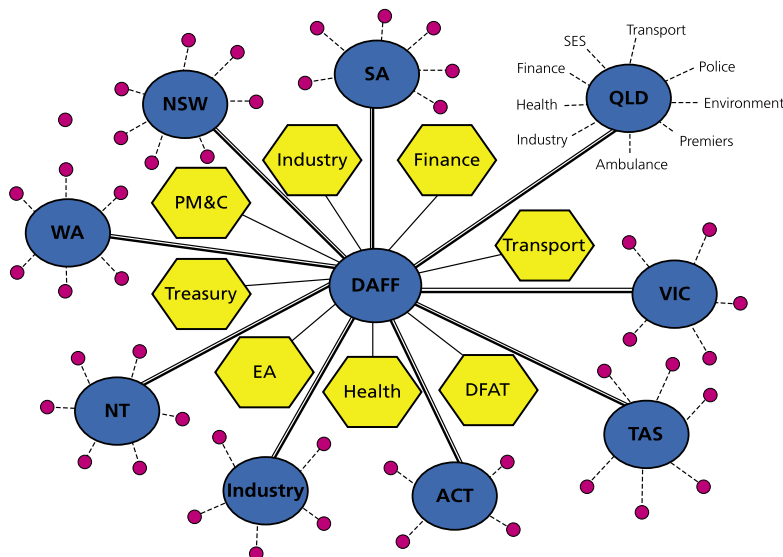 SES
Transport
SA
Finance
Police
NSW
QLD
Health
Environment
Industry
Premiers
Industry
Finance
Ambulance
PM&C
WA
Transport
DAFF
Treasury
VIC
EA
Health
DFAT
NT
TAS
Industry
ACT